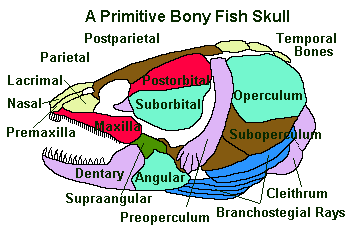 A Primitive Bony Fish Skull
Postparietal
Temporal
Bones
Parietal
Lacrimal
Nasal
Premaxilla
Postorbital
Suborbital
Operculum
Maxilla
Suboperculum
Dentary
Angular
Supraangular
Preoperculum
Cleithrum
Branchostegial Rays